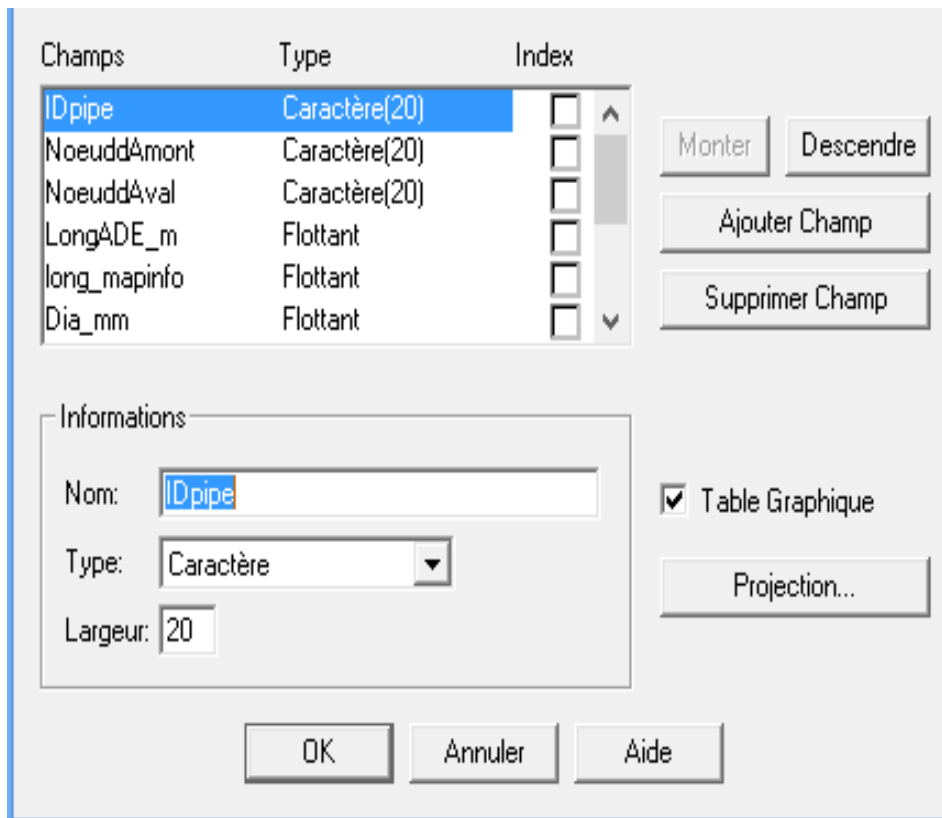 Champs Type Index
IDpipe Caractère(20)
NoeuddAmont Caractère(20)
NoeuddAval Caractère(20)
LongADE_m Flottant
long_mapinfo Flottant
Dia_mm Flottant
Monter Descendre
Ajouter Champ
Supprimer Champ
Informations
Nom: IDpipe
Type: Caractère
Largeur: 20
Table Graphique
Projection...
OK Annuler Aide